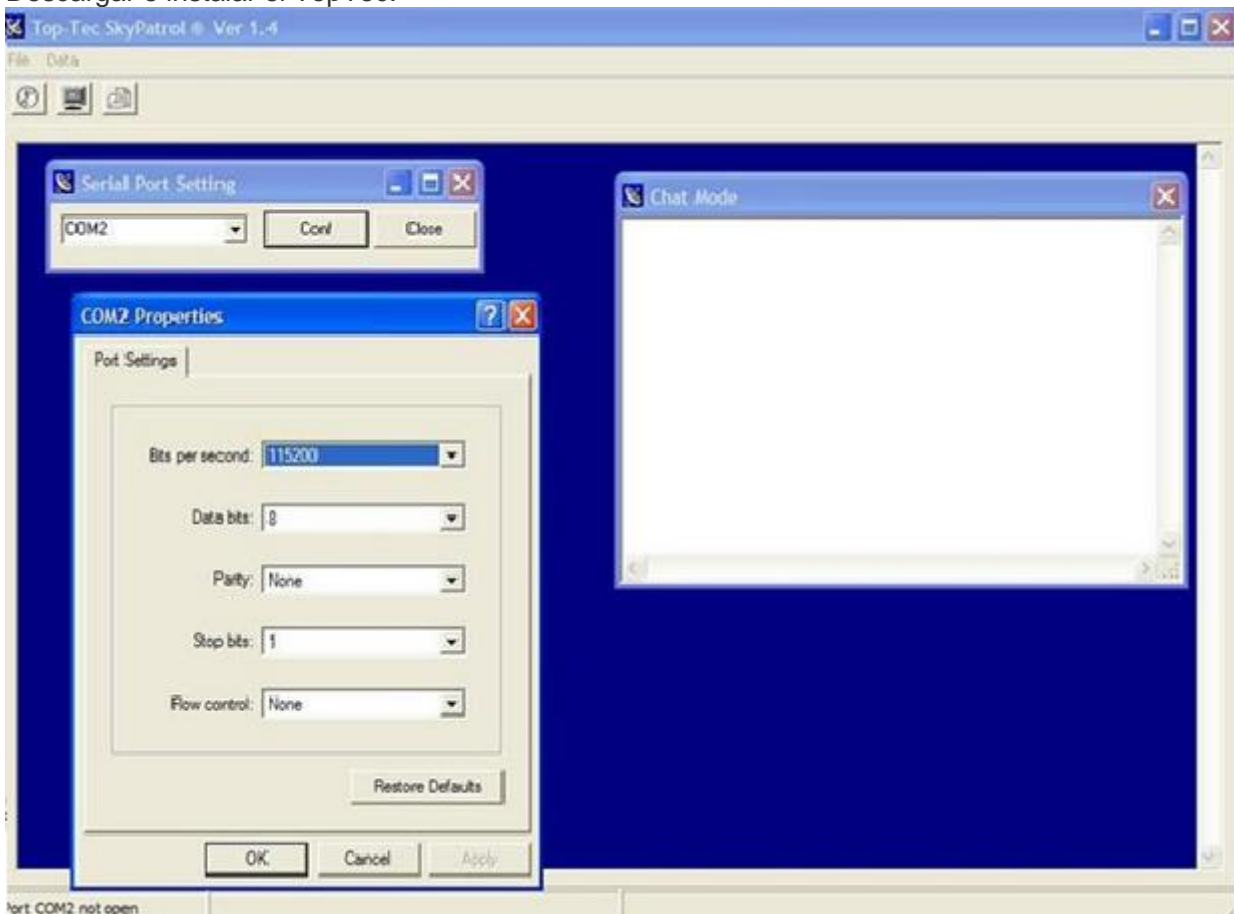 Descargar e instalar el TopTec.
Top-Tec SkyPatrol ® Ver 1.4
File Data
Serial Port Setting
COM2 Conf Close
Chat Mode
COM2 Properties
Port Settings
Bits per second: 115200
Data bits: 8
Parity: None
Stop bits: 1
Flow control: None
Restore Defaults
OK Cancel Apply
Port COM2 not open